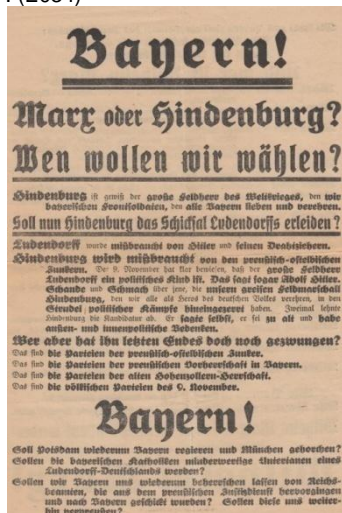 Bayern!
Marx oder Hindenburg?
Wen wollen wir wählen?
Hindenburg ist gewiß der große Feldherr des Weltkrieges, den wir
bayerischen Frontsoldaten, den alle Bayern lieben und verehren.
Soll nun Hindenburg das Schicksal Ludendorffs erleiden?
Ludendorff wurde mißbraucht von Hitler und seinen Drahtziehern.
Hindenburg wird mißbraucht von den preußisch-ostelbischen
Junkern. Der 9. November hat klar bewiesen, daß der große Feldherr
Ludendorff ein politisches Kind ist. Das sagt sogar Adolf Hitler.
Schande und Schmach über jene, die unsern greisen Feldmarschall
Hindenburg, den wir alle als Heros des deutschen Volkes verehren, in den
Strudel politischer Kämpfe hineingezerrt haben. Zweimal lehnte
Hindenburg die Kandidatur ab. Er sagte selbst, er sei zu alt und habe
außen- und innenpolitische Bedenken.
Wer aber hat ihn letzten Endes doch noch gezwungen?
Das sind die Parteien der preußisch-ostelbischen Junker.
Das sind die Parteien der preußischen Vorherrschaft in Bayern.
Das sind die Parteien der alten Hohenzollern-Herrschaft.
Das sind die völkischen Parteien des 9. November.
Bayern!
Soll Potsdam wiederum Bayern regieren und München gehorchen?
Sollen die bayerischen Katholiken minderwertige Untertanen eines
Ludendorff-Deutschlands werden?
Sollen wir Bayern uns wiederum beherrschen lassen von Reichs-
beamten, die aus dem preußischen Justizdienst hervorgingen
und nach Bayern geschickt wurden? Sollen diese uns weiter-
hin verpreußen?